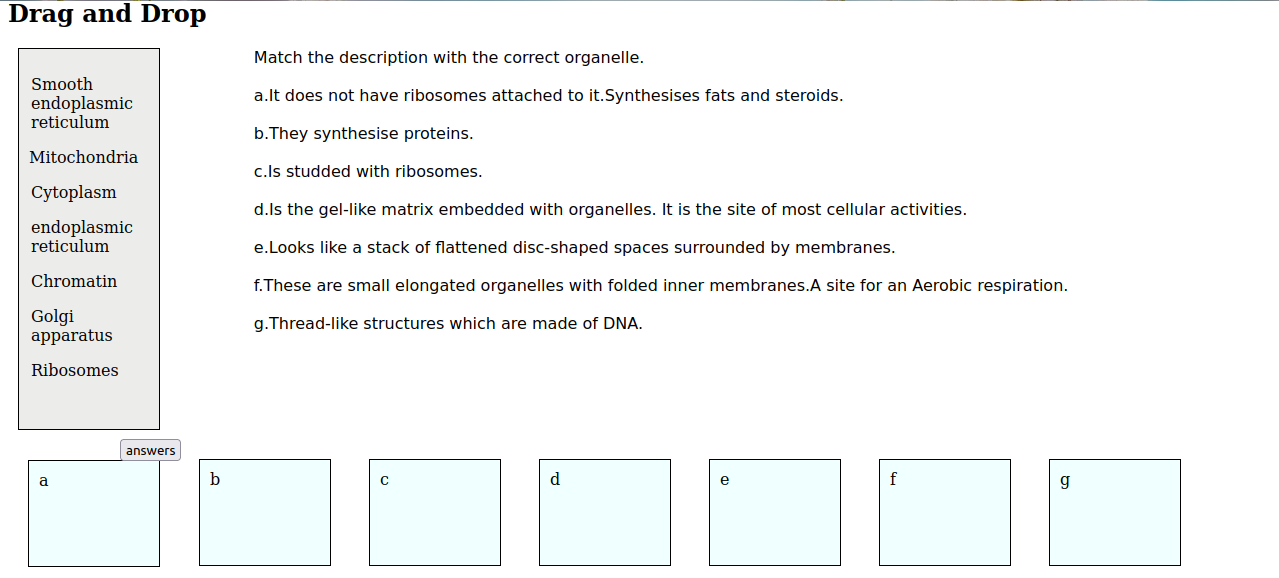 Drag and Drop
Smooth
endoplasmic
reticulum
Mitochondria
Cytoplasm
endoplasmic
reticulum
Chromatin
Golgi
apparatus
Ribosomes
Match the description with the correct organelle.
a.It does not have ribosomes attached to it.Synthesises fats and steroids.
b.They synthesise proteins.
c.Is studded with ribosomes.
d.Is the gel-like matrix embedded with organelles. It is the site of most cellular activities.
e.Looks like a stack of flattened disc-shaped spaces surrounded by membranes.
f.These are small elongated organelles with folded inner membranes.A site for an Aerobic respiration.
g.Thread-like structures which are made of DNA.
answers
a
b
c
d
e
f
g